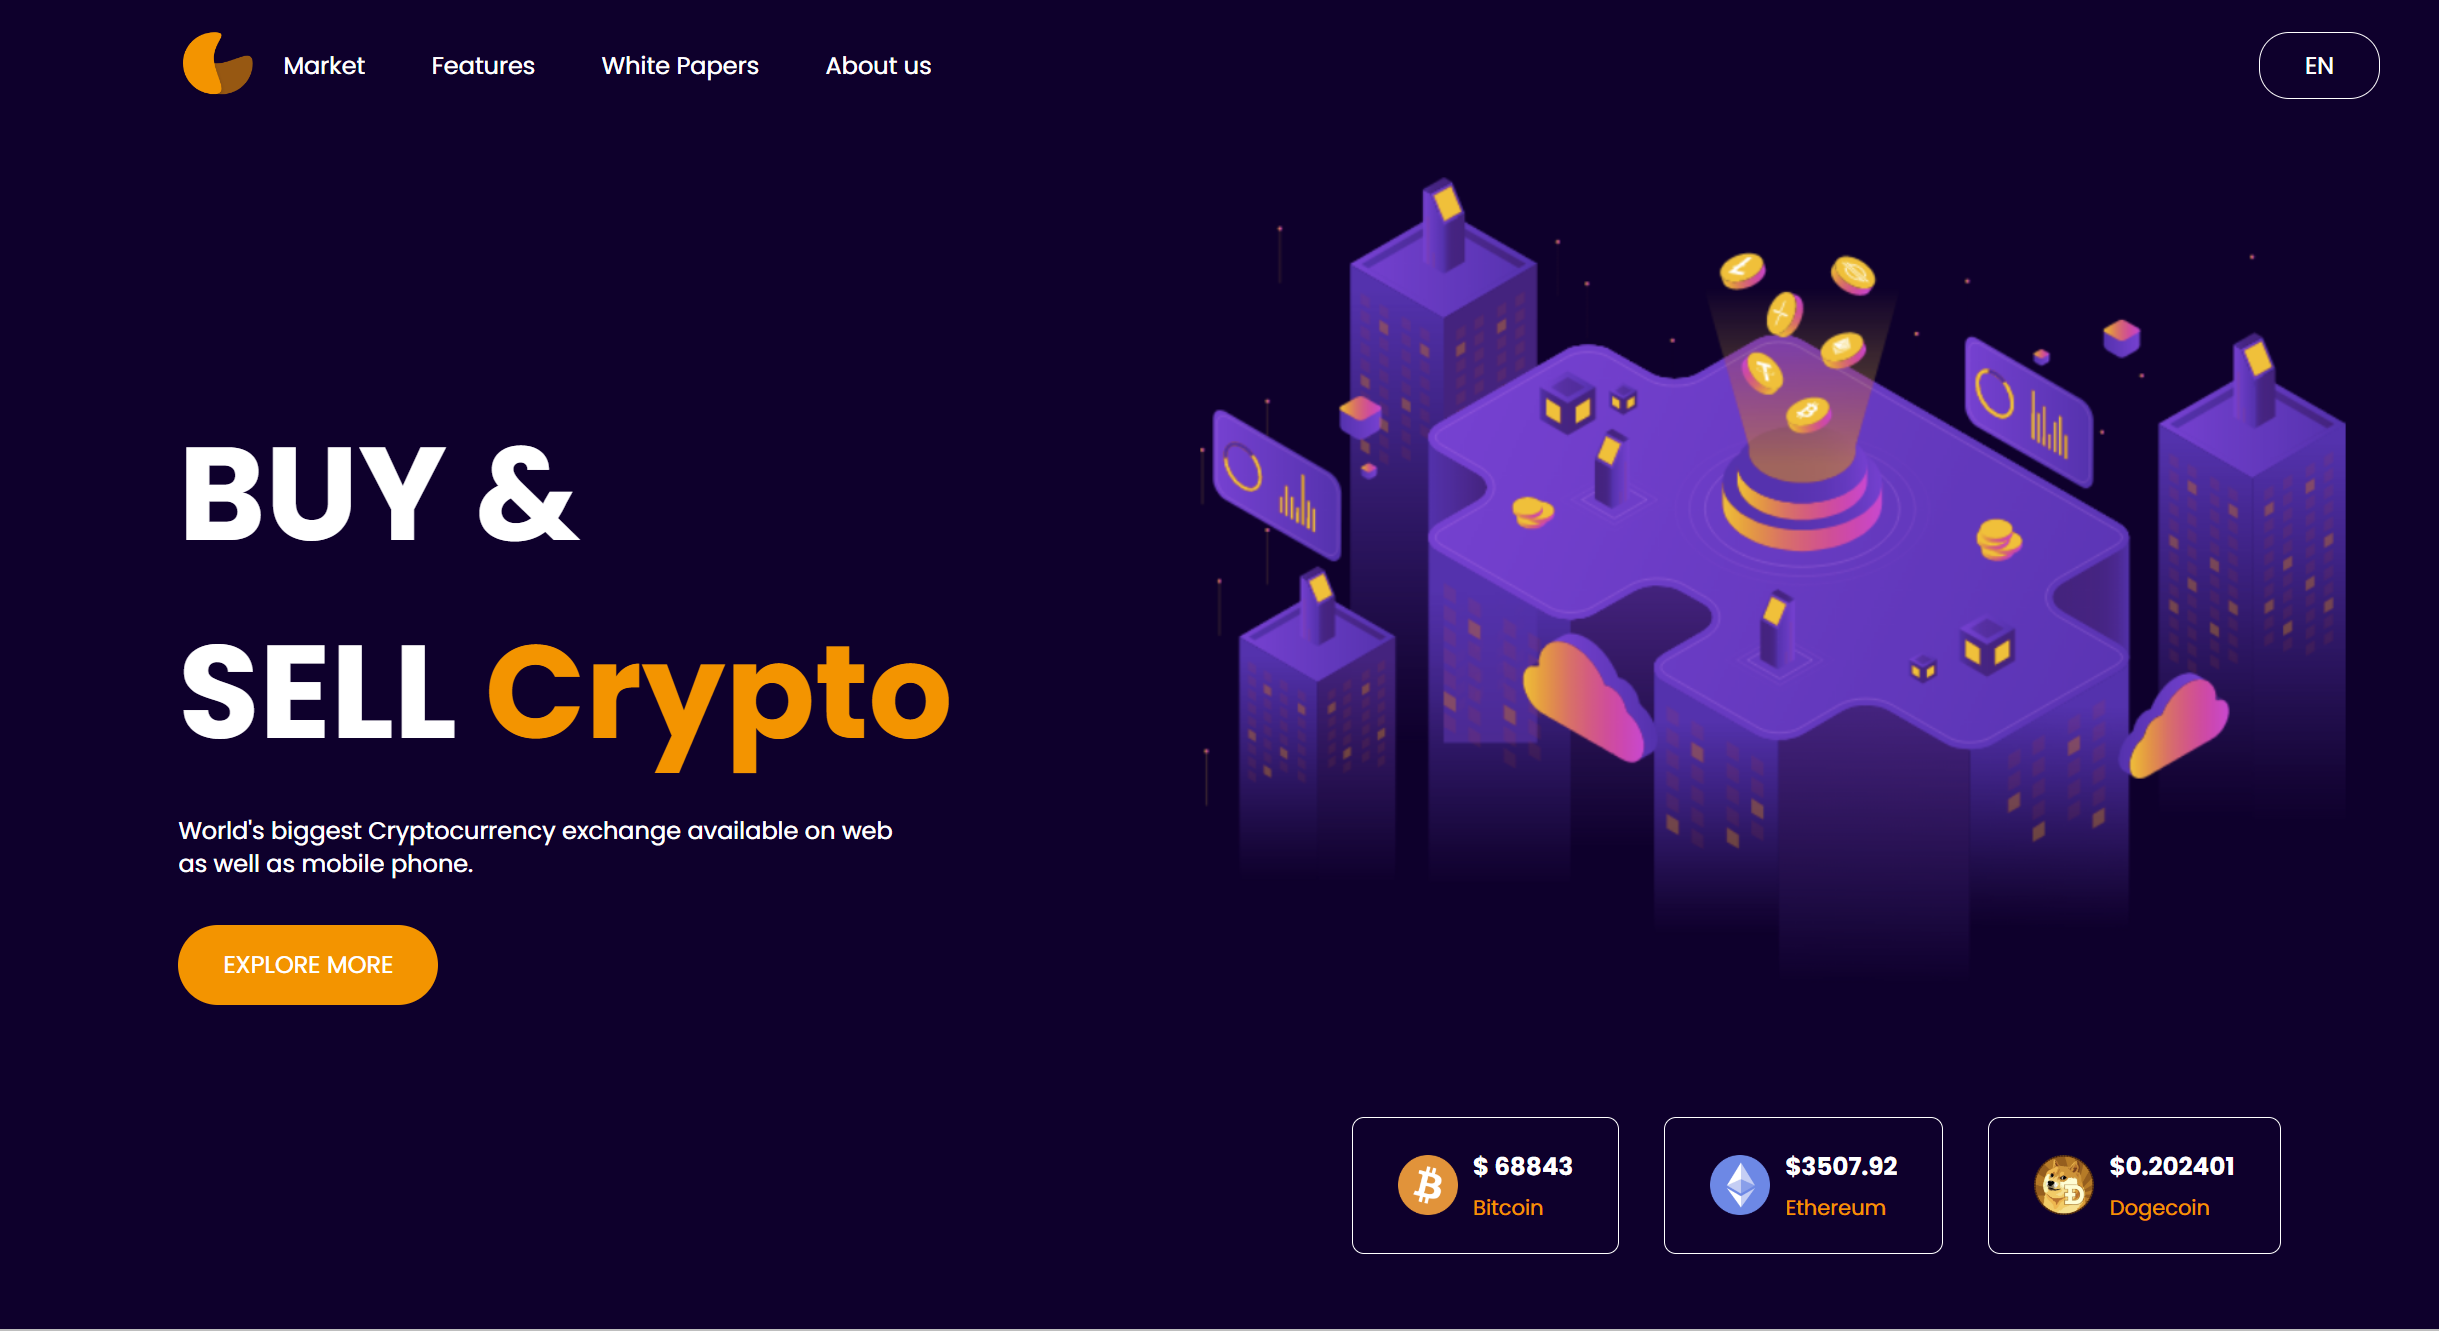 Market
Features
White Papers
About us
EN
BUY &
SELL Crypto
World's biggest Cryptocurrency exchange available on web
as well as mobile phone.
EXPLORE MORE
$ 68843
Bitcoin
$3507.92
Ethereum
$0.202401
Dogecoin